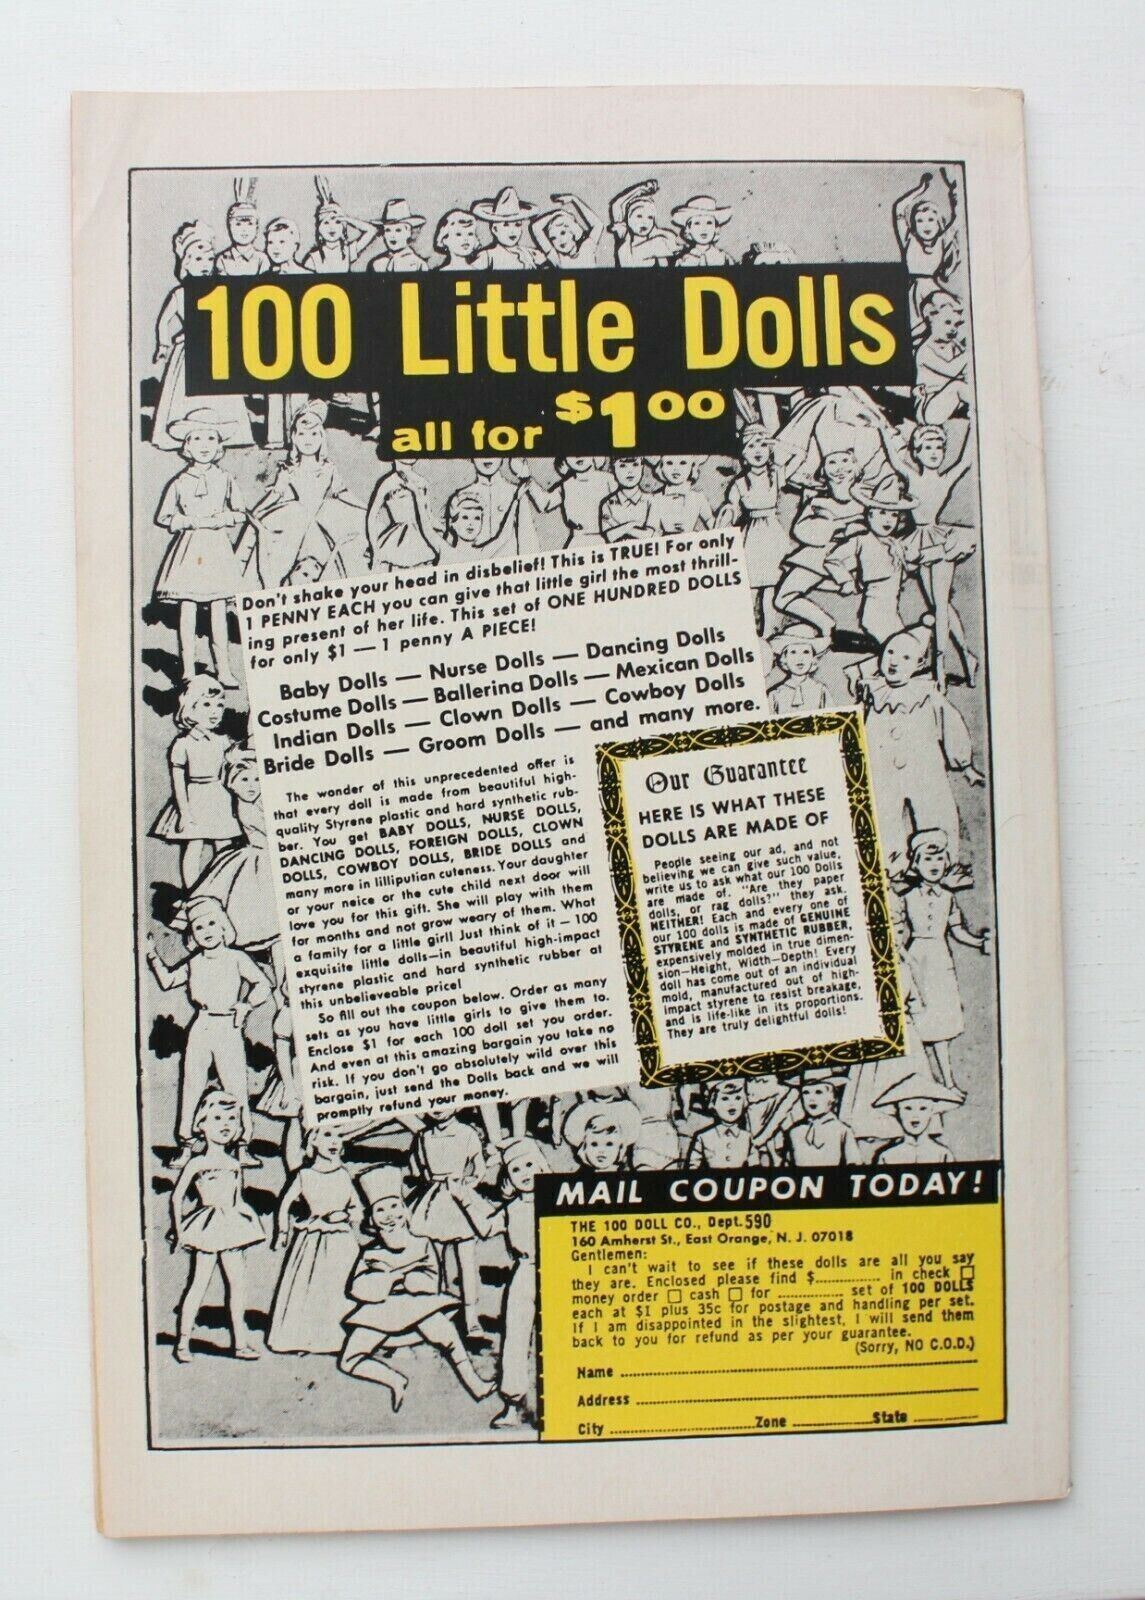 100 Little Dolls
all for $1.00
Don't shake your head in disbelief! This is TRUE! For only
1 PENNY EACH you can give that little girl the most thrill-
ing present of her life. This set of ONE HUNDRED DOLLS
for only $1 — 1 penny A PIECE!
Baby Dolls — Nurse Dolls — Dancing Dolls
Costume Dolls — Ballerina Dolls — Mexican Dolls
Indian Dolls — Clown Dolls — Cowboy Dolls
Bride Dolls — Groom Dolls — and many more.
The wonder of this unprecedented offer is
that every doll is made from beautiful high-
quality Styrene plastic and hard synthetic rub-
ber. You get BABY DOLLS, NURSE DOLLS,
DANCING DOLLS, FOREIGN DOLLS, CLOWN
DOLLS, COWBOY DOLLS, BRIDE DOLLS and
many more in lilliputian cuteness. Your daughter
or your neice or the cute child next door will
love you for this gift. She will play with them
for months and not grow weary of them. What
a family for a little girl! Just think of it — 100
exquisite little dolls—in beautiful high-impact
styrene plastic and hard synthetic rubber at
this unbelieveable price!
So fill out the coupon below. Order as many
sets as you have little girls to give them to.
Enclose $1 for each 100 doll set you order.
And even at this amazing bargain you take no
risk. If you don't go absolutely wild over this
bargain, just send the Dolls back and we will
promptly refund your money.
Our Guarantee
HERE IS WHAT THESE
DOLLS ARE MADE OF
People seeing our ad, and not
believing we can give such value,
write us to ask what our 100 Dolls
are made of. "Are they paper
dolls, or rag dolls?" they ask.
NEITHER! Each and every one of
our 100 dolls is made of GENUINE
STYRENE and SYNTHETIC RUBBER,
expensively molded in true dimen-
sion—Height, Width—Depth! Every
doll has come out of an individual
mold, manufactured out of high-
impact styrene to resist breakage,
and is life-like in its proportions.
They are truly delightful dolls!
MAIL COUPON TODAY!
THE 100 DOLL CO., Dept. 590
160 Amherst St., East Orange, N. J. 07018
Gentlemen:
I can't wait to see if these dolls are all you say
they are. Enclosed please find $ ............... in check ☐
money order ☐ cash ☐ for ............... set of 100 DOLLS
each at $1 plus 35c for postage and handling per set.
If I am disappointed in the slightest, I will send them
back to you for refund as per your guarantee.
(Sorry, NO C.O.D.)
Name ...............
Address ...............
City ............... Zone ............... State ...............